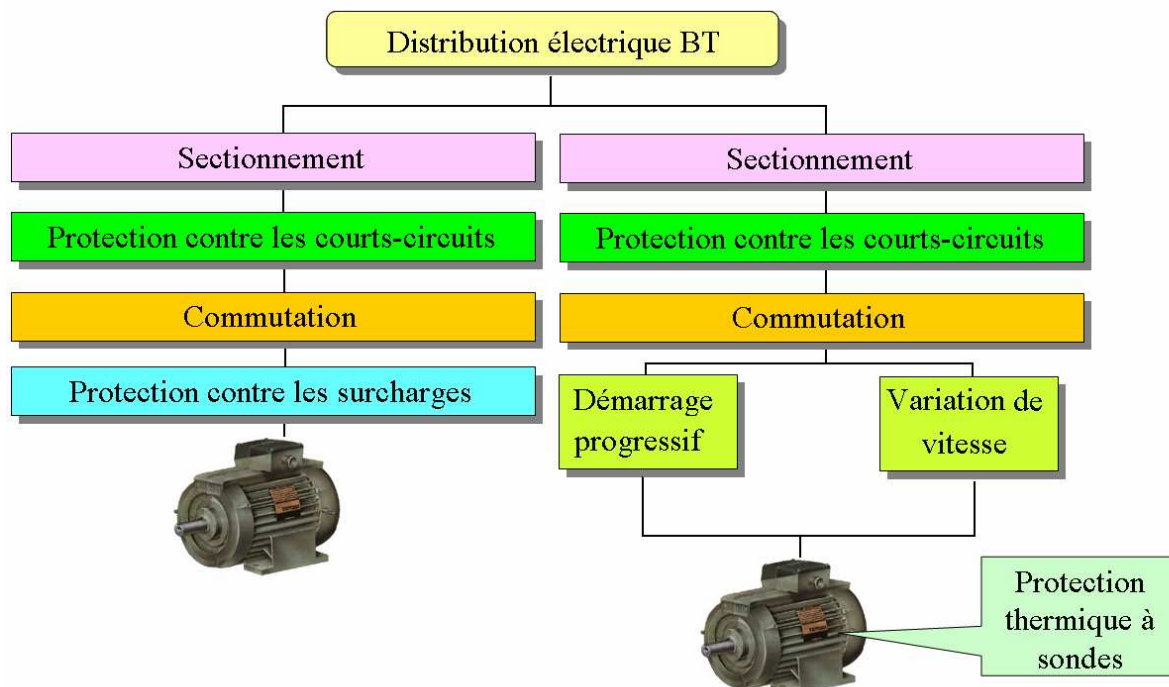 Distribution électrique BT
Sectionnement
Sectionnement
Protection contre les courts-circuits
Protection contre les courts-circuits
Commutation
Commutation
Protection contre les surcharges
Démarrage
progressif
Variation de
vitesse
Protection
thermique à
sondes